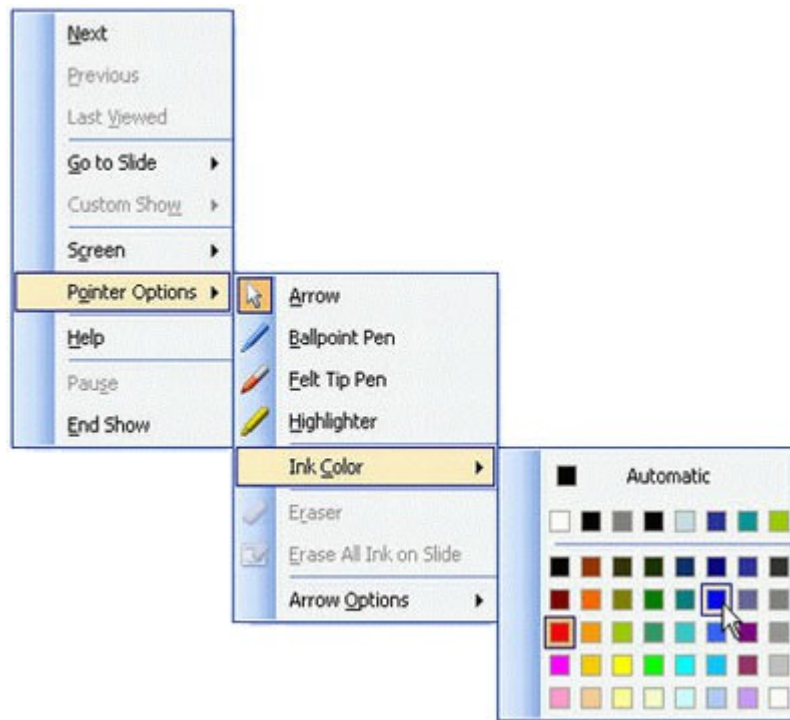 Next
Previous
Last Viewed
Go to Slide
Custom Show
Screen
Pointer Options
Help
Pause
End Show
Arrow
Ballpoint Pen
Felt Tip Pen
Highlighter
Ink Color
Eraser
Erase All Ink on Slide
Arrow Options
Automatic